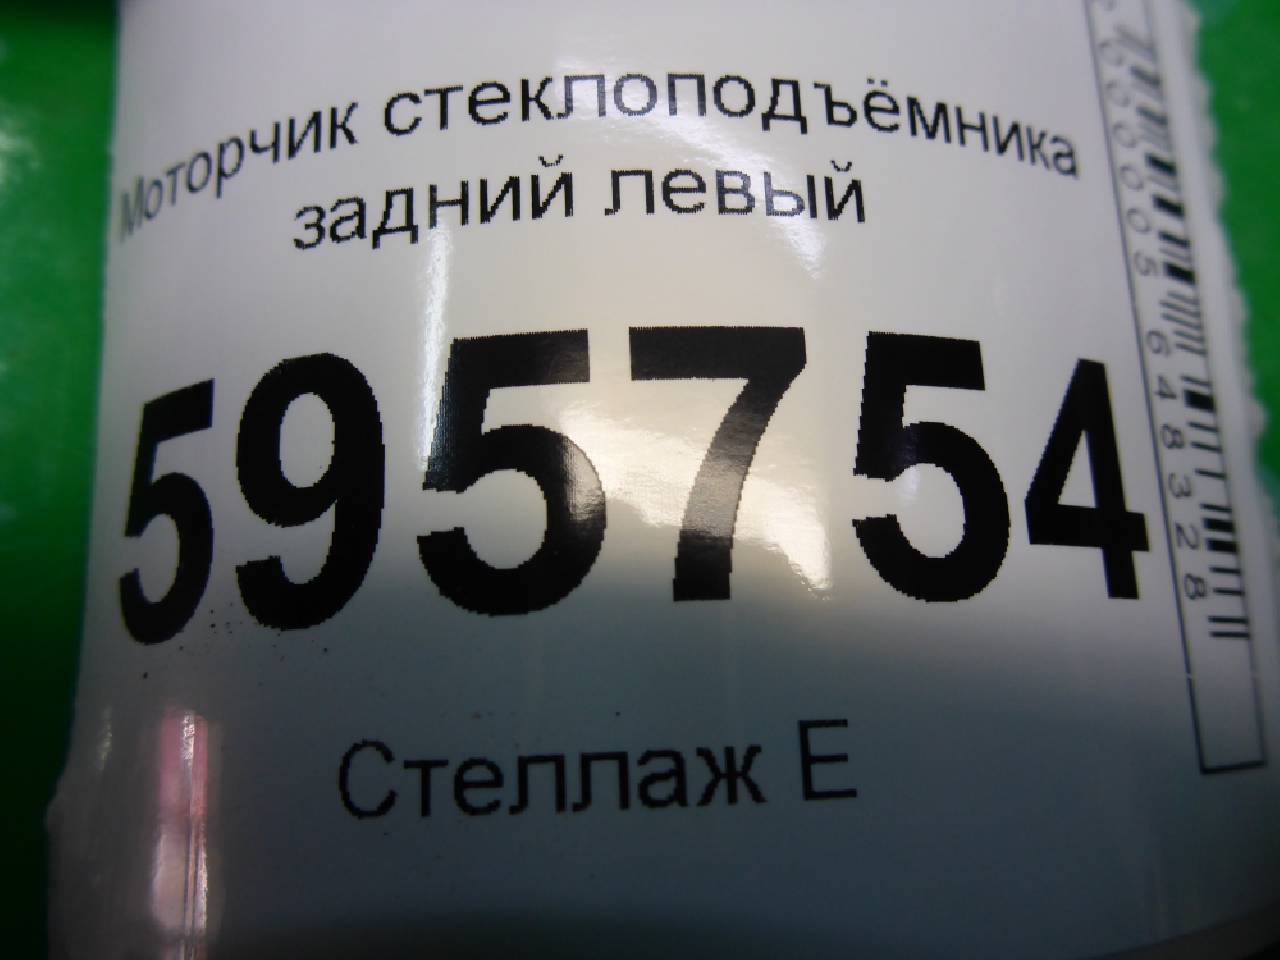 Моторчик стеклоподъёмника
задний левый
595754
Стеллаж Е